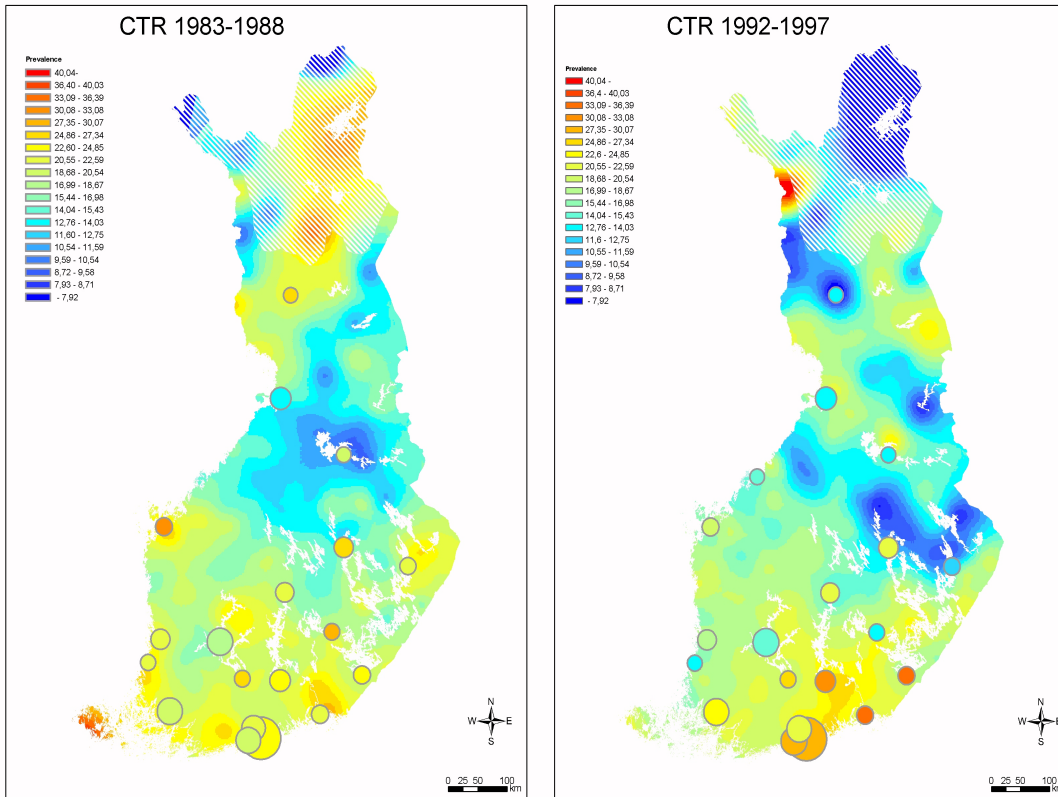 CTR 1983-1988
Prevalence
40,04-
36,40 - 40,03
33,09 - 36,39
30,08 - 33,08
27,35 - 30,07
24,86 - 27,34
22,60 - 24,85
20,55 - 22,59
18,68 - 20,54
16,99 - 18,67
15,44 - 16,98
14,04 - 15,43
12,76 - 14,03
11,60 - 12,75
10,54 - 11,59
9,59 - 10,54
8,72 - 9,58
7,93 - 8,71
- 7,92
N
W E
S
0 25 50 100
km
CTR 1992-1997
Prevalence
40,04 -
36,4 - 40,03
33,09 - 36,39
30,08 - 33,08
27,35 - 30,07
24,86 - 27,34
22,6 - 24,85
20,55 - 22,59
18,68 - 20,54
16,99 - 18,67
15,44 - 16,98
14,04 - 15,43
12,76 - 14,03
11,6 - 12,75
10,55 - 11,59
9,59 - 10,54
8,72 - 9,58
7,93 - 8,71
- 7,92
N
W E
S
0 25 50 100
km